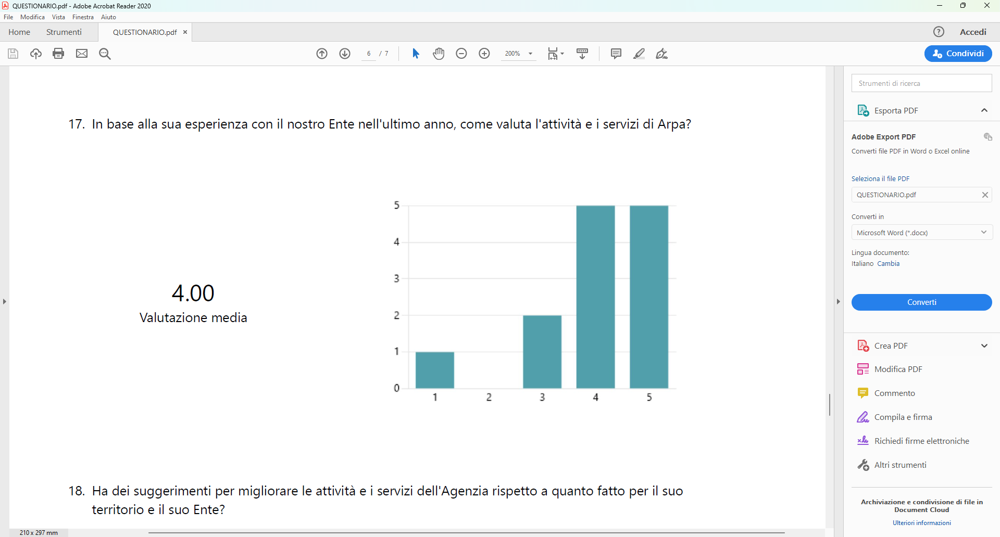 QUESTIONARIO.pdf - Adobe Acrobat Reader 2020
File Modifica Vista Finestra Aiuto
Home Strumenti QUESTIONARIO.pdf × ? Accedi
6 / 7 200% Condividi
17. In base alla sua esperienza con il nostro Ente nell'ultimo anno, come valuta l'attività e i servizi di Arpa?
4.00
Valutazione media
5
4
3
2
1
0
1 2 3 4 5
18. Ha dei suggerimenti per migliorare le attività e i servizi dell'Agenzia rispetto a quanto fatto per il suo
territorio e il suo Ente?
210 x 297 mm
Strumenti di ricerca
Esporta PDF
Adobe Export PDF
Converti file PDF in Word o Excel online
Seleziona il file PDF
QUESTIONARIO.pdf
Converti in
Microsoft Word (*.docx)
Lingua documento:
Italiano Cambia
Converti
Crea PDF
Modifica PDF
Commento
Compila e firma
Richiedi firme elettroniche
Altri strumenti
Archiviazione e condivisione di file in
Document Cloud
Ulteriori informazioni